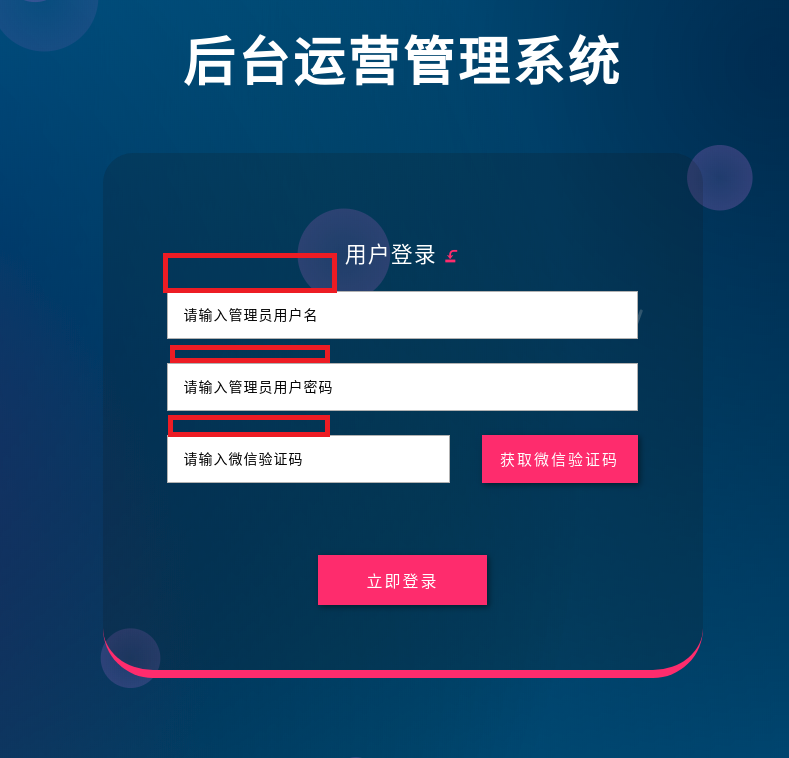 后台运营管理系统
用户登录
请输入管理员用户名
请输入管理员用户密码
请输入微信验证码
获取微信验证码
立即登录